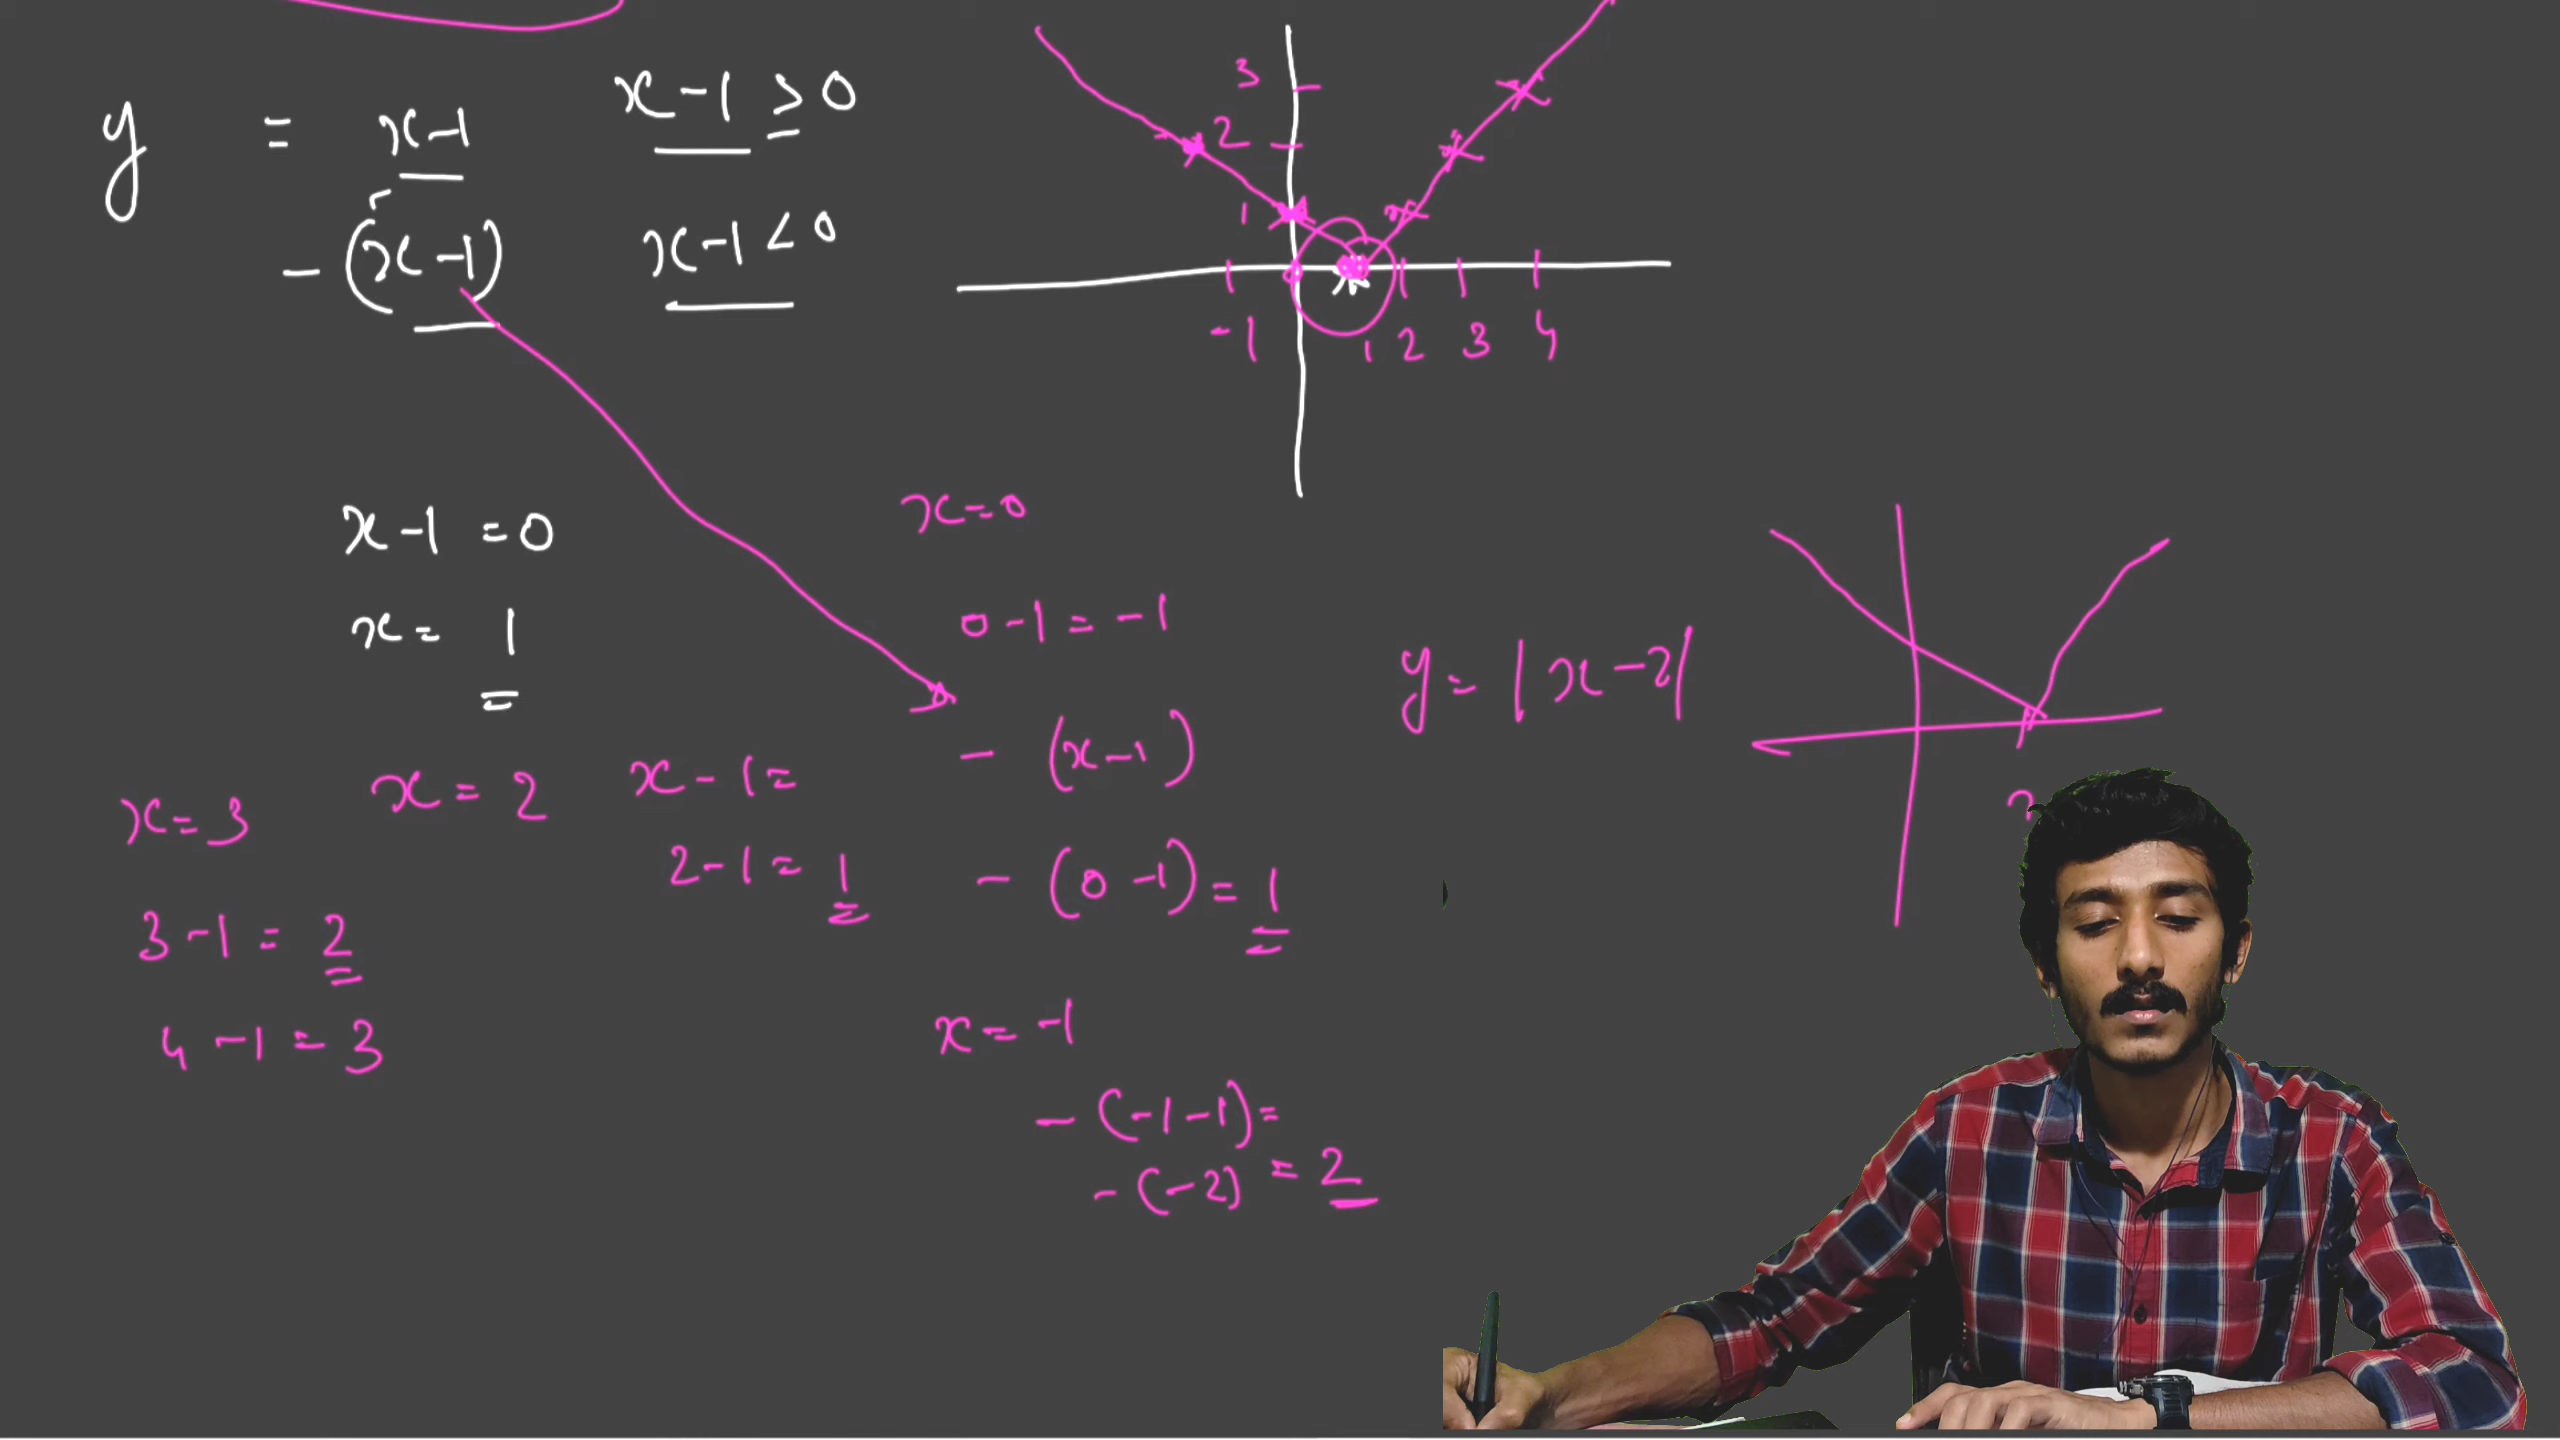 y = x-1 x-1 ≥ 0
-(x-1) x-1 < 0
3
2
1
-1 1 2 3 4
x-1 = 0
x = 1
x = 3
3-1 = 2
4-1 = 3
x = 2
x-1 =
2-1 = 1
x = 0
0-1 = -1
-(x-1)
-(0-1) = 1
x = -1
-(-1-1) =
-(-2) = 2
y = |x-2|